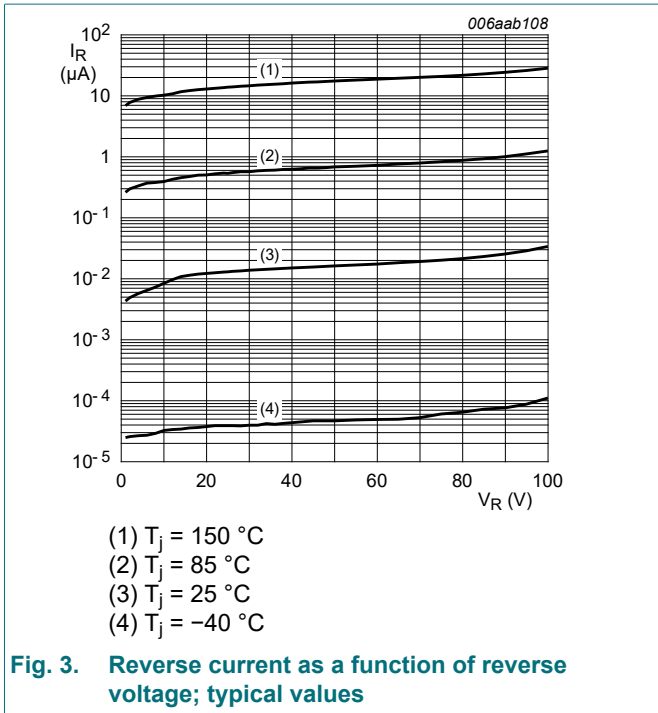 006aab108
I_R
(µA)
10²
10
1
10⁻¹
10⁻²
10⁻³
10⁻⁴
10⁻⁵
(1)
(2)
(3)
(4)
0 20 40 60 80 100
V_R (V)
(1) T_j = 150 °C
(2) T_j = 85 °C
(3) T_j = 25 °C
(4) T_j = −40 °C
Fig. 3. Reverse current as a function of reverse
voltage; typical values